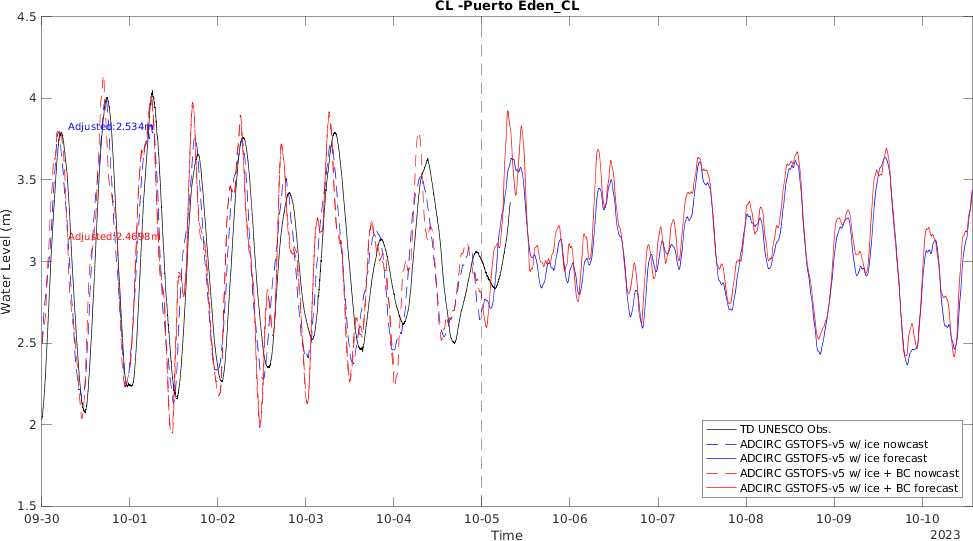 CL -Puerto Eden_CL
4.5
4
3.5
3
2.5
2
1.5
Water Level (m)
Adjusted:2.534m
Adjusted:2.4698m
TD UNESCO Obs.
ADCIRC GSTOFS-v5 w/ ice nowcast
ADCIRC GSTOFS-v5 w/ ice forecast
ADCIRC GSTOFS-v5 w/ ice + BC nowcast
ADCIRC GSTOFS-v5 w/ ice + BC forecast
09-30 10-01 10-02 10-03 10-04 10-05 10-06 10-07 10-08 10-09 10-10
Time
2023